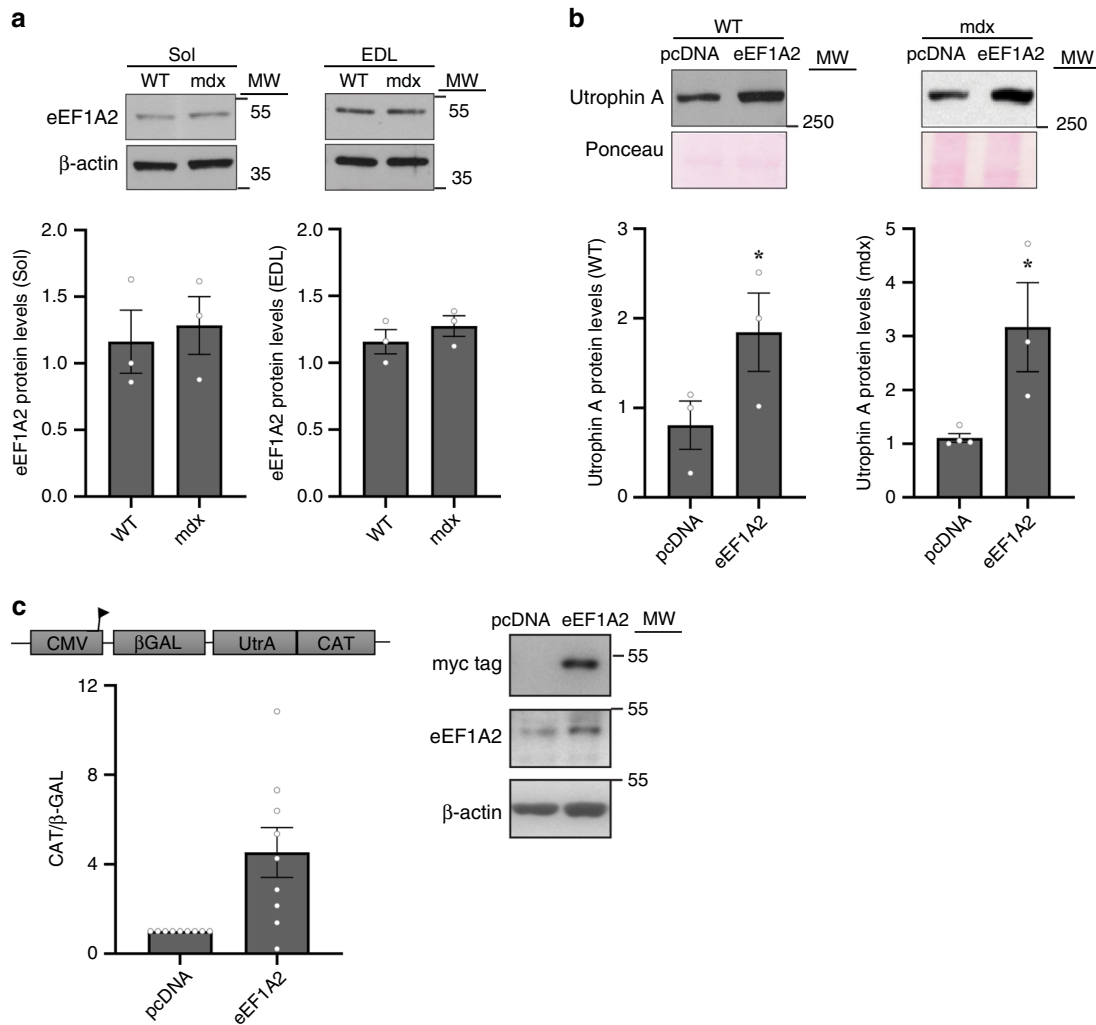 a
Sol
WT mdx MW
eEF1A2
55
β-actin
35
EDL
WT mdx MW
55
35
eEF1A2 protein levels (Sol)
2.0
1.5
1.0
0.5
0.0
WT
mdx
eEF1A2 protein levels (EDL)
2.0
1.5
1.0
0.5
0.0
WT
mdx
b
WT
pcDNA eEF1A2 MW
Utrophin A
250
Ponceau
mdx
pcDNA eEF1A2 MW
250
Utrophin A protein levels (WT)
3
2
1
0
*
pcDNA
eEF1A2
Utrophin A protein levels (mdx)
5
4
3
2
1
0
*
pcDNA
eEF1A2
c
CMV βGAL UtrA CAT
CAT/β-GAL
12
8
4
0
pcDNA
eEF1A2
pcDNA eEF1A2 MW
myc tag
55
55
eEF1A2
55
β-actin